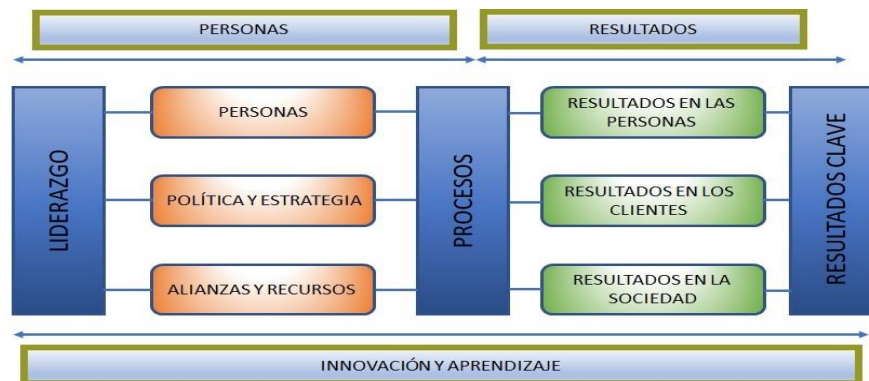 PERSONAS
RESULTADOS
LIDERAZGO
PERSONAS
POLÍTICA Y ESTRATEGIA
ALIANZAS Y RECURSOS
PROCESOS
RESULTADOS EN LAS
PERSONAS
RESULTADOS EN LOS
CLIENTES
RESULTADOS EN LA
SOCIEDAD
RESULTADOS CLAVE
INNOVACIÓN Y APRENDIZAJE